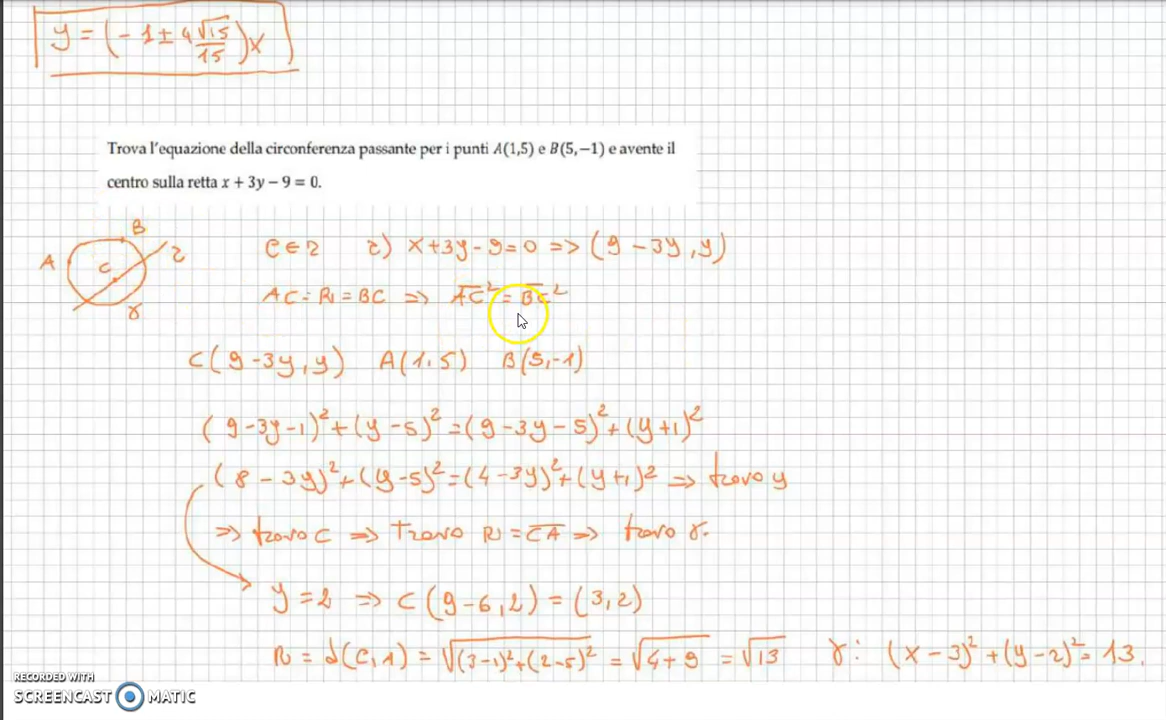 y = (-1 ± 4 √15/15) x
Trova l'equazione della circonferenza passante per i punti A(1,5) e B(5,−1) e avente il
centro sulla retta x + 3y − 9 = 0.
B
A
C
r
γ
C ∈ r r) x+3y-9=0 => (9-3y, y)
AC = R = BC => AC² = BC²
C(9-3y, y) A(1,5) B(5,-1)
(9-3y-1)²+(y-5)²=(9-3y-5)²+(y+1)²
(8-3y)²+(y-5)²=(4-3y)²+(y+1)² => trovo y
=> trovo C => Trovo R = CA => trovo γ.
y=2 => C(9-6,2) = (3,2)
R = d(C,A) = √(3-1)²+(2-5)² = √4+9 = √13 γ: (x-3)²+(y-2)²=13.
RECORDED WITH
SCREENCAST MATIC